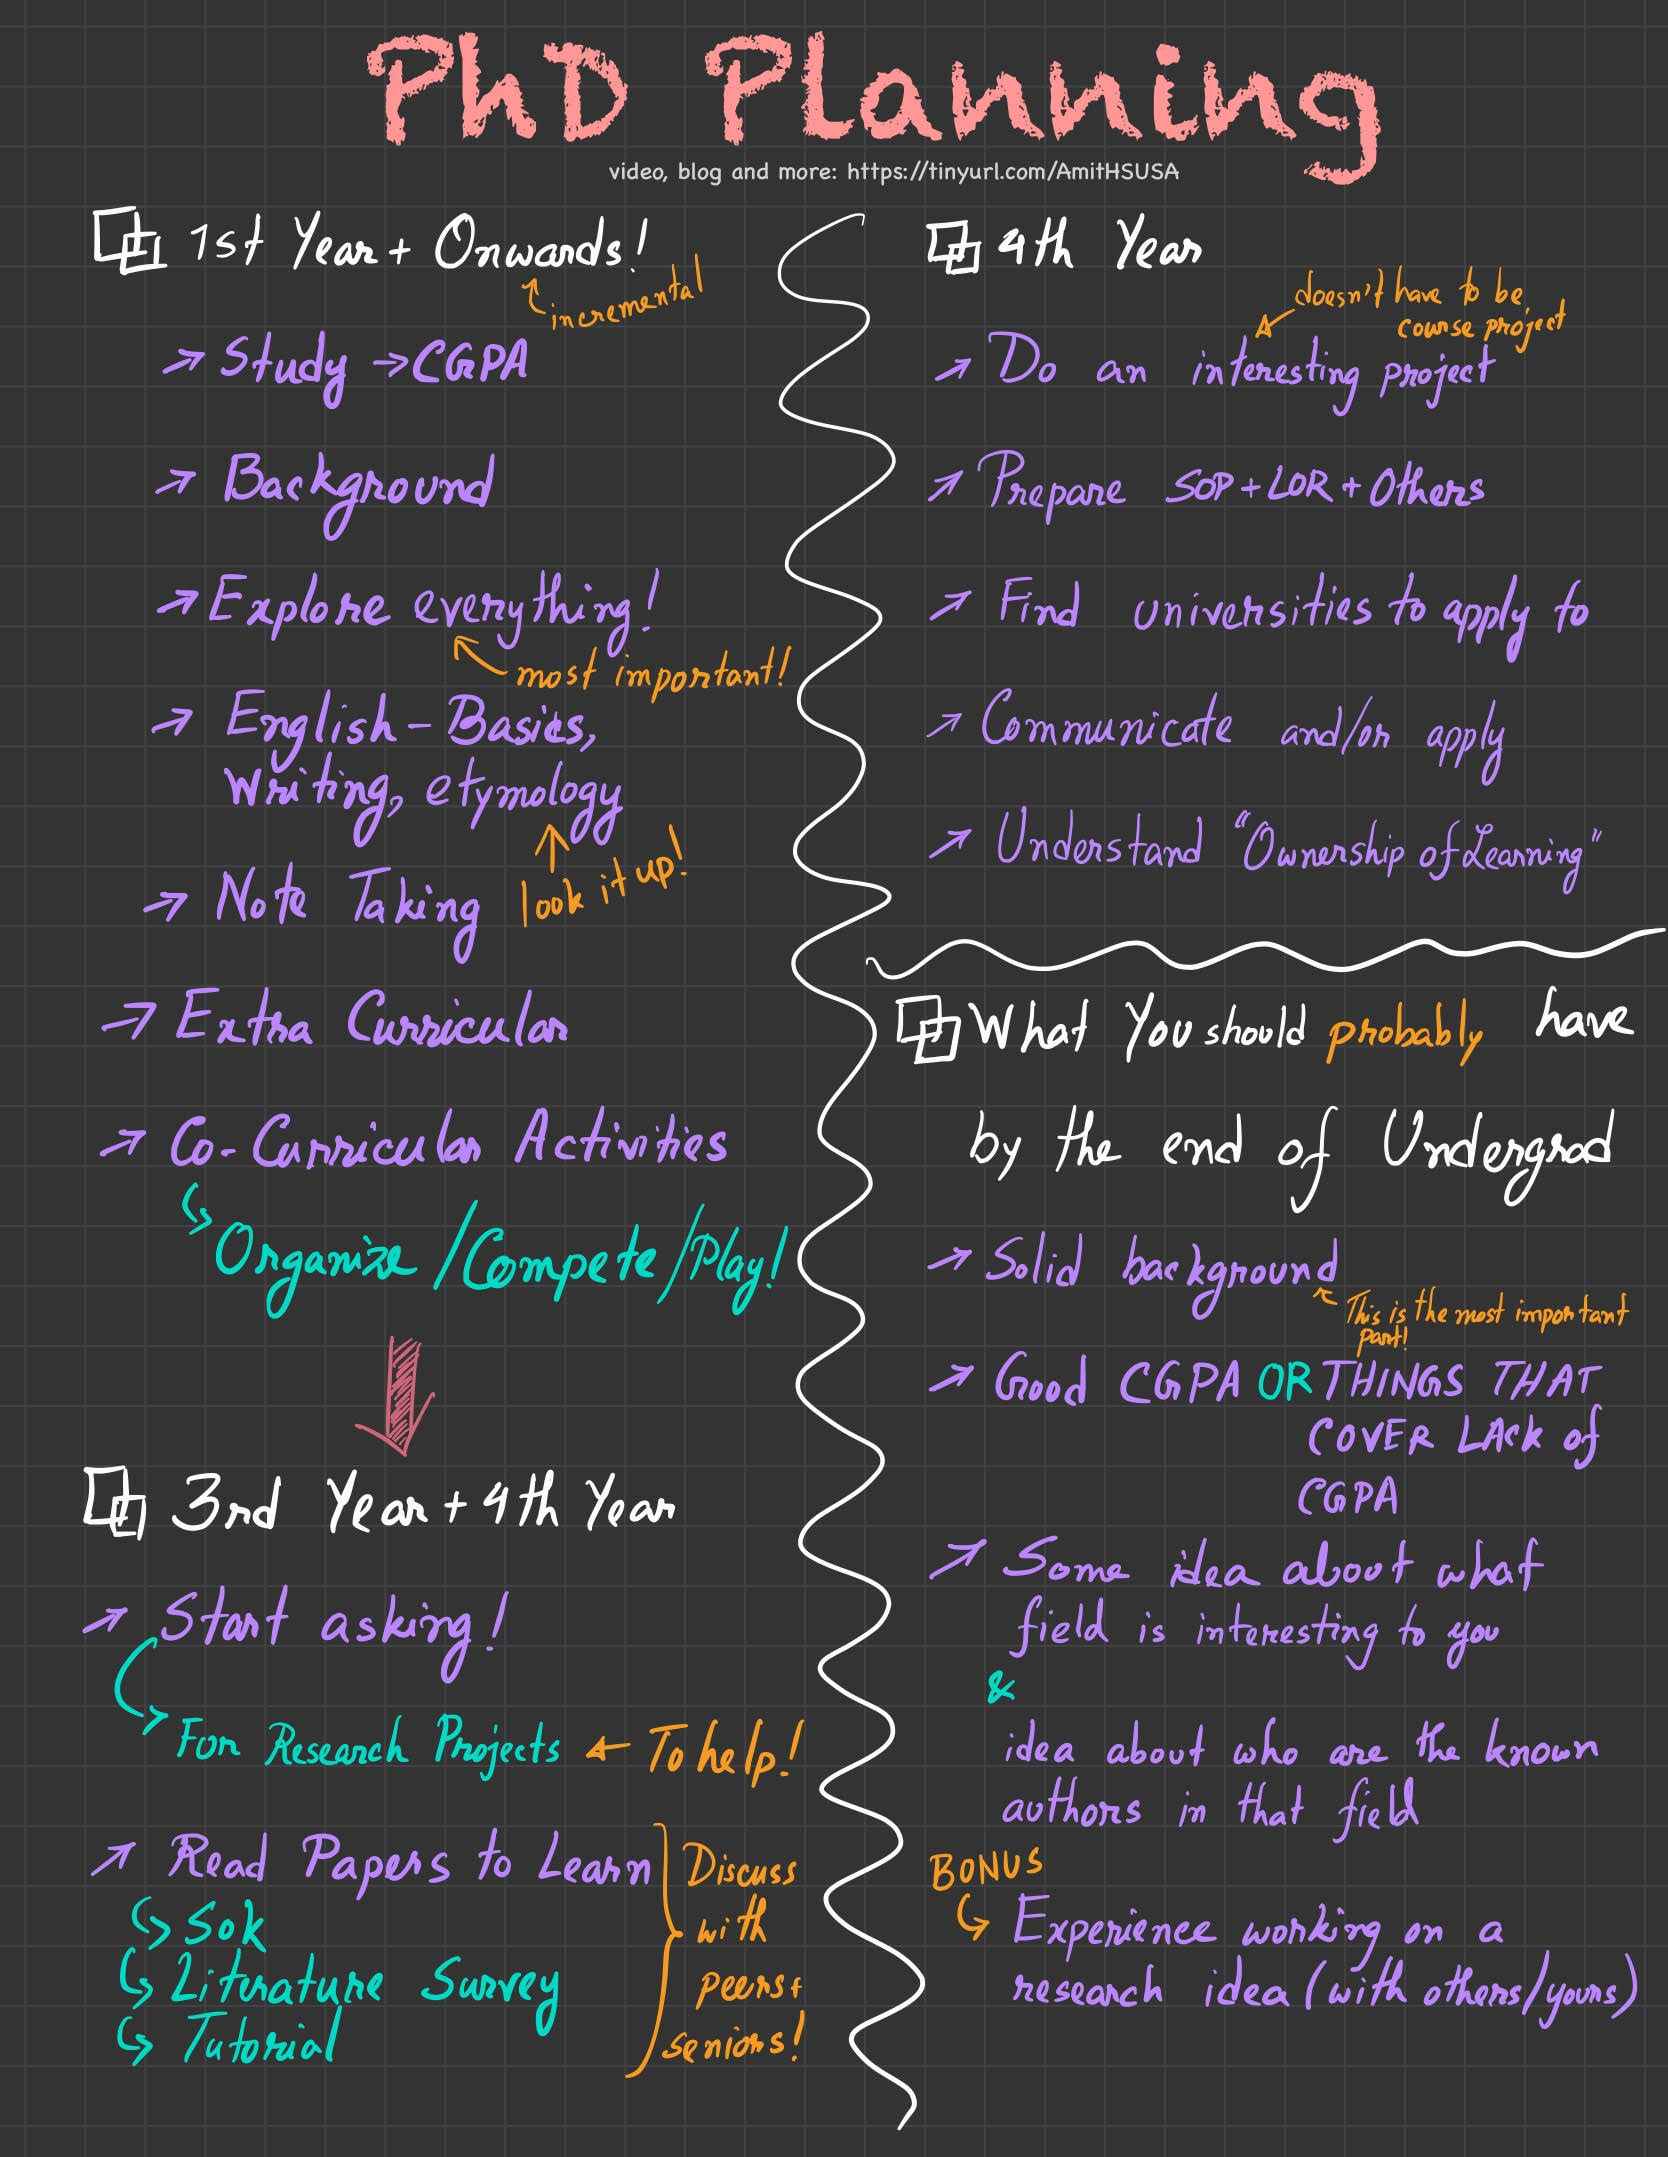 PhD Planning
video, blog and more: https://tinyurl.com/AmitHSUSA
1st Year + Onwards!
incremental
Study → CGPA
Background
Explore everything!
most important!
English - Basics,
Writing, etymology
look it up!
Note Taking
Extra Curricular
Co-Curricular Activities
Organize / Compete / Play!
3rd Year + 4th Year
Start asking!
For Research Projects ← To help!
Read Papers to Learn
Sok
Literature Survey
Tutorial
Discuss
with
peers +
seniors!
4th Year
doesn't have to be
course project
Do an interesting project
Prepare SOP + LOR + Others
Find universities to apply to
Communicate and/or apply
Understand "Ownership of Learning"
What You should probably have
by the end of Undergrad
Solid background
This is the most important
part!
Good CGPA OR THINGS THAT
COVER LACK of
CGPA
Some idea about what
field is interesting to you
&
idea about who are the known
authors in that field
BONUS
Experience working on a
research idea (with others/yours)